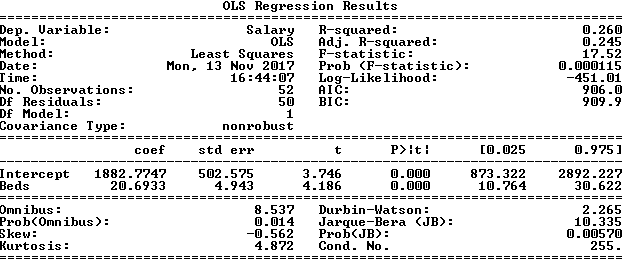 OLS Regression Results
==============================================================================
Dep. Variable: Salary R-squared: 0.260
Model: OLS Adj. R-squared: 0.245
Method: Least Squares F-statistic: 17.52
Date: Mon, 13 Nov 2017 Prob (F-statistic): 0.000115
Time: 16:44:07 Log-Likelihood: -451.01
No. Observations: 52 AIC: 906.0
Df Residuals: 50 BIC: 909.9
Df Model: 1
Covariance Type: nonrobust
==============================================================================
coef std err t P>|t| [0.025 0.975]
------------------------------------------------------------------------------
Intercept 1882.7747 502.575 3.746 0.000 873.322 2892.227
Beds 20.6933 4.943 4.186 0.000 10.764 30.622
==============================================================================
Omnibus: 8.537 Durbin-Watson: 2.265
Prob(Omnibus): 0.014 Jarque-Bera (JB): 10.335
Skew: -0.562 Prob(JB): 0.00570
Kurtosis: 4.872 Cond. No. 255.
==============================================================================